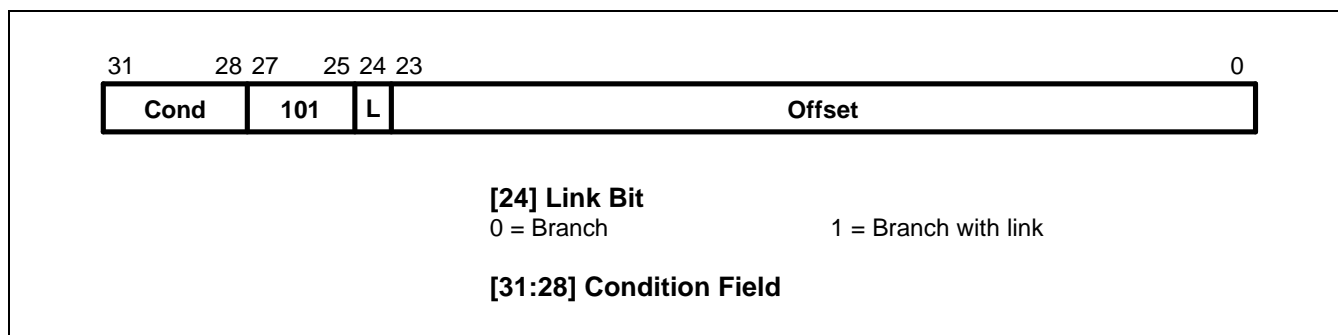 31 28 27 25 24 23 0
Cond 101 L Offset
[24] Link Bit
0 = Branch 1 = Branch with link
[31:28] Condition Field